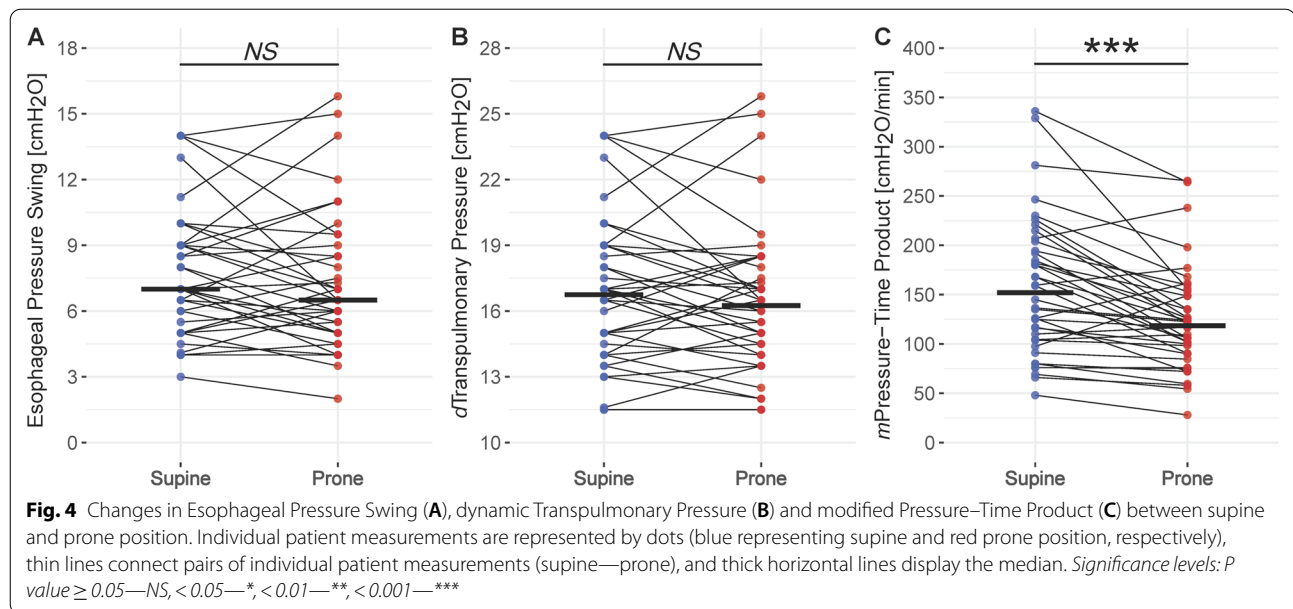 A
NS
18
15
12
9
6
3
0
Esophageal Pressure Swing [cmH2O]
Supine Prone
B
NS
28
25
22
19
16
13
10
dTranspulmonary Pressure [cmH2O]
Supine Prone
C
***
400
350
300
250
200
150
100
50
0
mPressure–Time Product [cmH2O/min]
Supine Prone
Fig. 4 Changes in Esophageal Pressure Swing (A), dynamic Transpulmonary Pressure (B) and modified Pressure–Time Product (C) between supine
and prone position. Individual patient measurements are represented by dots (blue representing supine and red prone position, respectively),
thin lines connect pairs of individual patient measurements (supine—prone), and thick horizontal lines display the median. Significance levels: P
value ≥ 0.05—NS, < 0.05—*, < 0.01—**, < 0.001—***